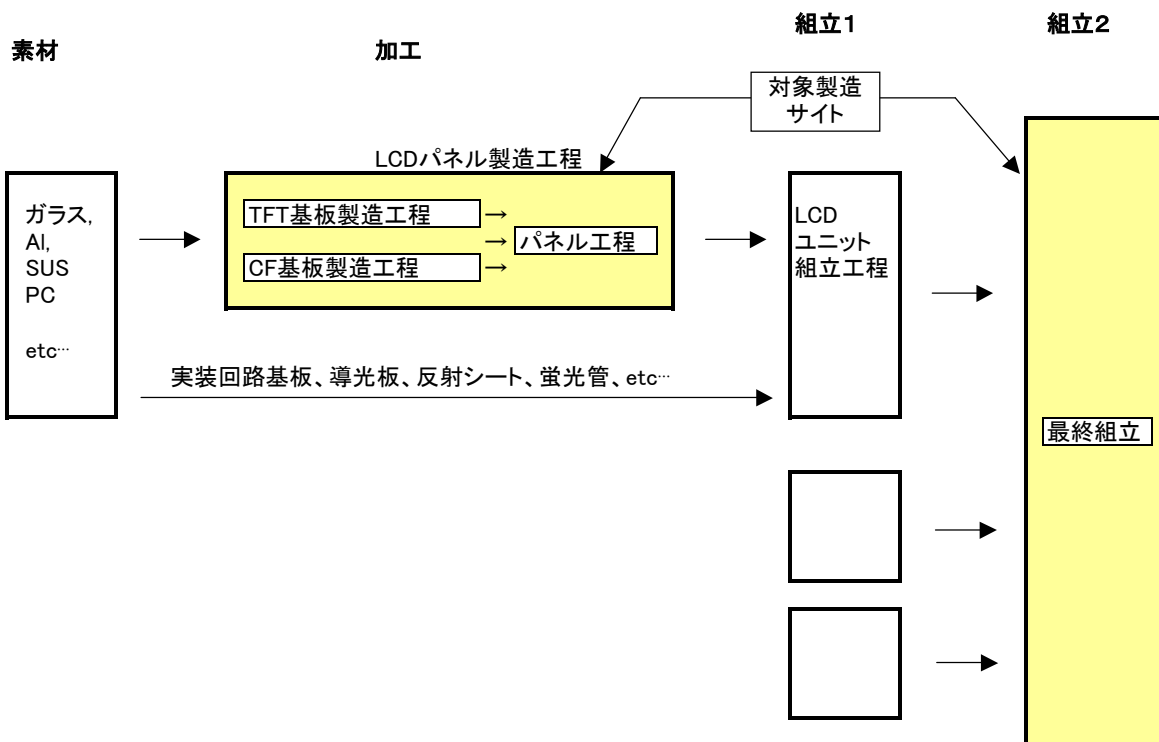 組立1
組立2
素材
加工
対象製造
サイト
LCDパネル製造工程
ガラス,
Al,
SUS
PC
etc…
TFT基板製造工程
→
→
パネル工程
CF基板製造工程
→
LCD
ユニット
組立工程
実装回路基板、導光板、反射シート、蛍光管、etc…
最終組立